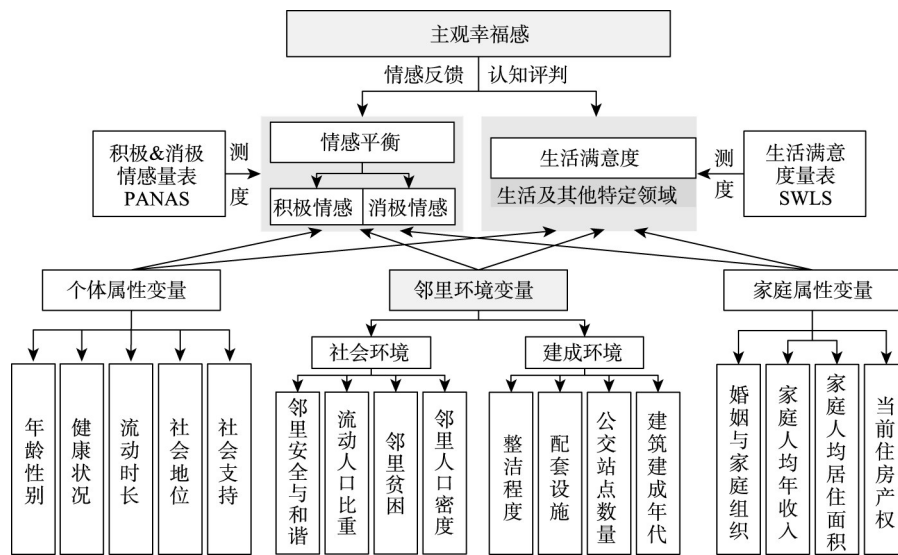 主观幸福感
情感反馈
认知评判
情感平衡
积极情感
消极情感
积极&消极
情感量表
PANAS
测
度
生活满意度
生活及其他特定领域
测
度
生活满意
度量表
SWLS
个体属性变量
邻里环境变量
家庭属性变量
社会环境
建成环境
年龄性别
健康状况
流动时长
社会地位
社会支持
邻里安全与和谐
流动人口比重
邻里贫困
邻里人口密度
整洁程度
配套设施
公交站点数量
建筑建成年代
婚姻与家庭组织
家庭人均年收入
家庭人均居住面积
当前住房产权